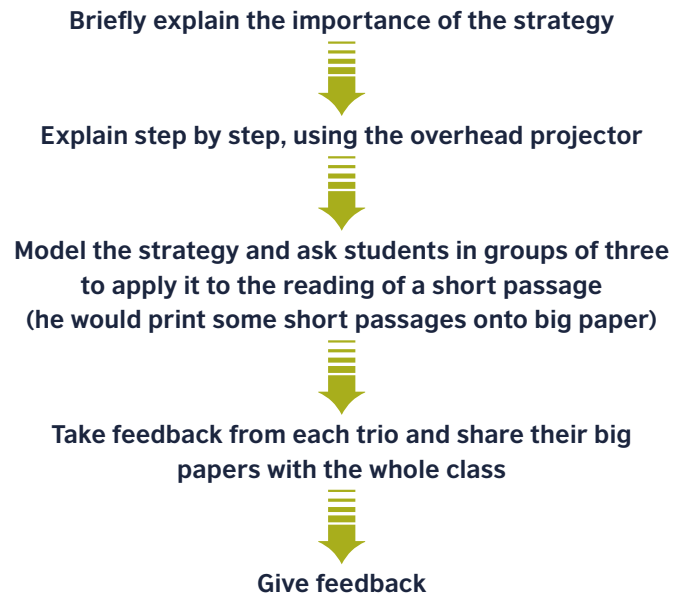 Briefly explain the importance of the strategy
Explain step by step, using the overhead projector
Model the strategy and ask students in groups of three
to apply it to the reading of a short passage
(he would print some short passages onto big paper)
Take feedback from each trio and share their big
papers with the whole class
Give feedback